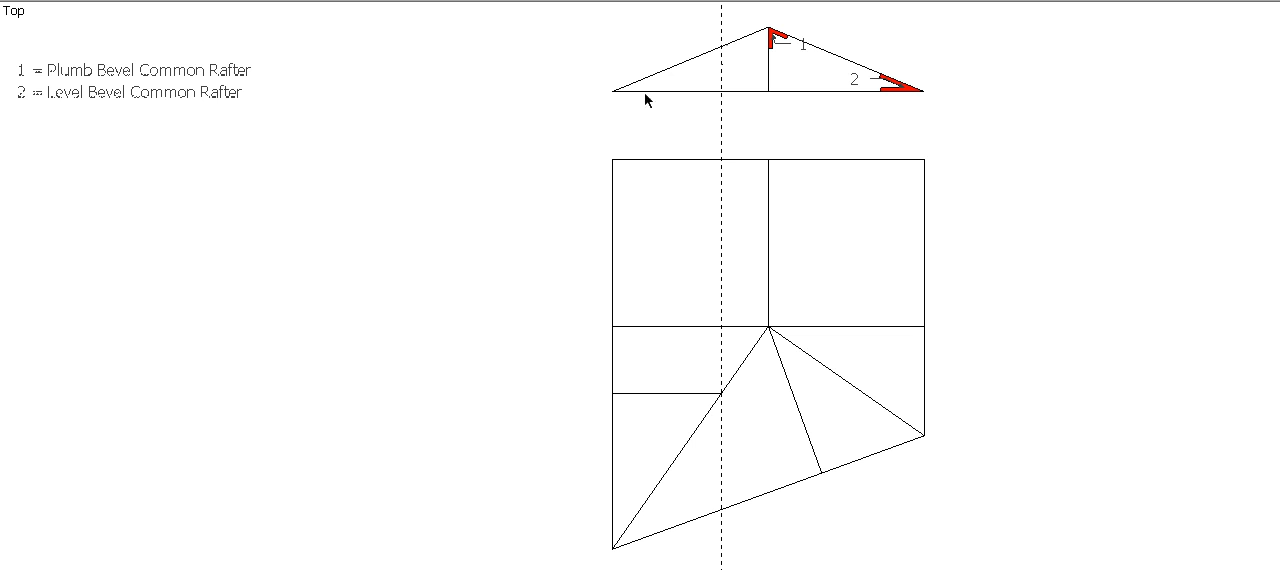 Top
1 = Plumb Bevel Common Rafter
2 = Level Bevel Common Rafter
1
2